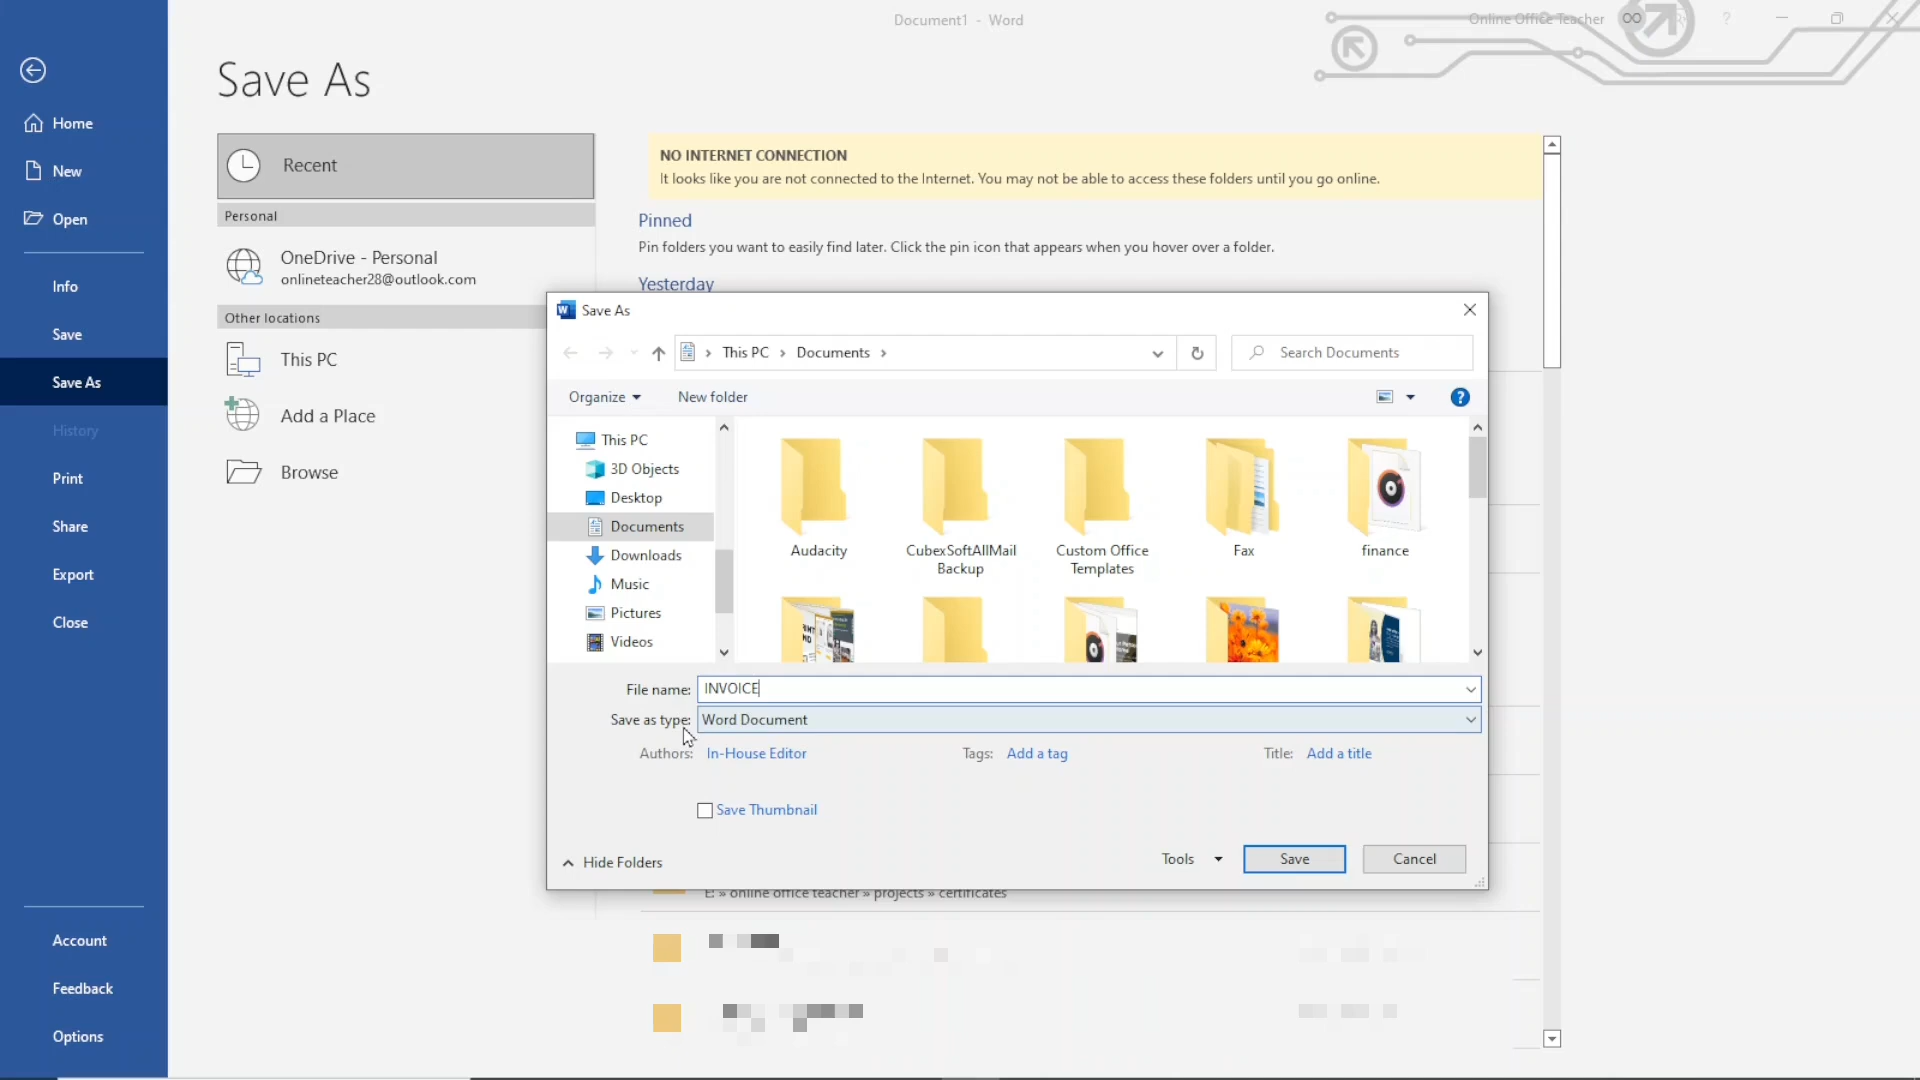 Document1 - Word
Online Office Teacher
OO
?
Save As
Home
New
Open
Info
Save
Save As
History
Print
Share
Export
Close
Account
Feedback
Options
Recent
Personal
OneDrive - Personal
onlineteacher28@outlook.com
Other locations
This PC
Add a Place
Browse
NO INTERNET CONNECTION
It looks like you are not connected to the Internet. You may not be able to access these folders until you go online.
Pinned
Pin folders you want to easily find later. Click the pin icon that appears when you hover over a folder.
Yesterday
W Save As
This PC > Documents >
Search Documents
Organize
New folder
?
This PC
3D Objects
Desktop
Documents
Downloads
Music
Pictures
Videos
Audacity
CubexSoftAllMail
Backup
Custom Office
Templates
Fax
finance
File name: INVOICE
Save as type: Word Document
Authors: In-House Editor
Tags: Add a tag
Title: Add a title
Save Thumbnail
Hide Folders
Tools
Save
Cancel
E: » online office teacher » projects » certificates